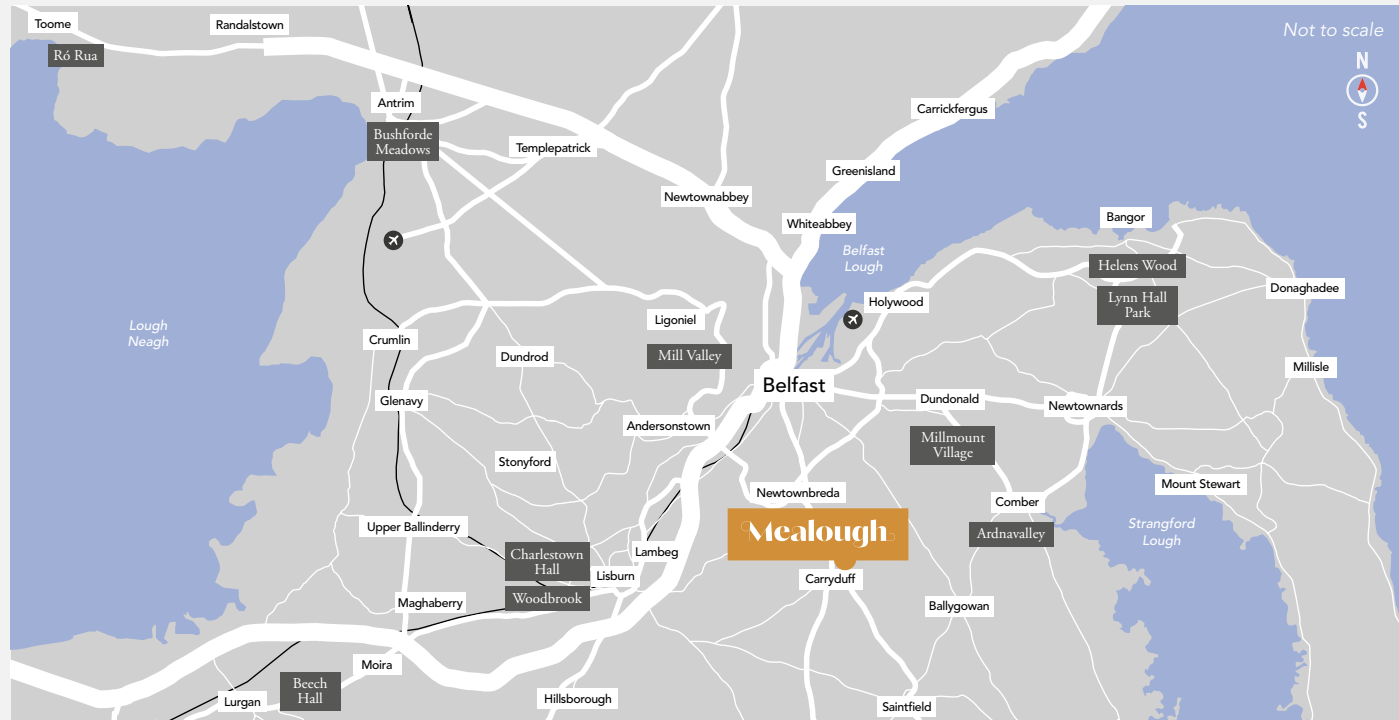 Toome
Randalstown
Not to scale
Ró Rua
N
S
Antrim
Carrickfergus
Bushforde
Meadows
Templepatrick
Greenisland
Newtownabbey
Whiteabbey
Bangor
Belfast
Lough
Helens Wood
Donaghadee
Lynn Hall
Park
Holywood
Ligoniel
Lough
Neagh
Crumlin
Dundrod
Mill Valley
Millisle
Belfast
Glenavy
Dundonald
Newtownards
Andersonstown
Millmount
Village
Stonyford
Mount Stewart
Newtownbreda
Comber
Upper Ballinderry
Mealough
Ardnavalley
Strangford
Lough
Charlestown
Hall
Lambeg
Lisburn
Carryduff
Woodbrook
Maghaberry
Ballygowan
Moira
Beech
Hall
Lurgan
Hillsborough
Saintfield